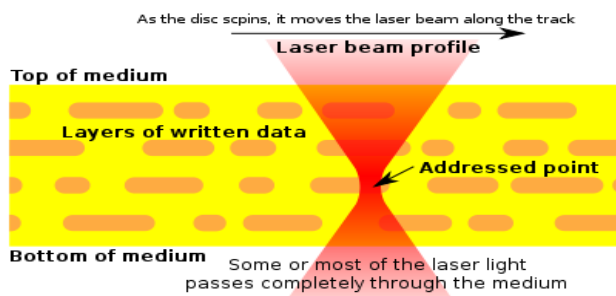 As the disc scpins, it moves the laser beam along the track
Laser beam profile
Top of medium
Layers of written data
Addressed point
Bottom of medium
Some or most of the laser light
passes completely through the medium